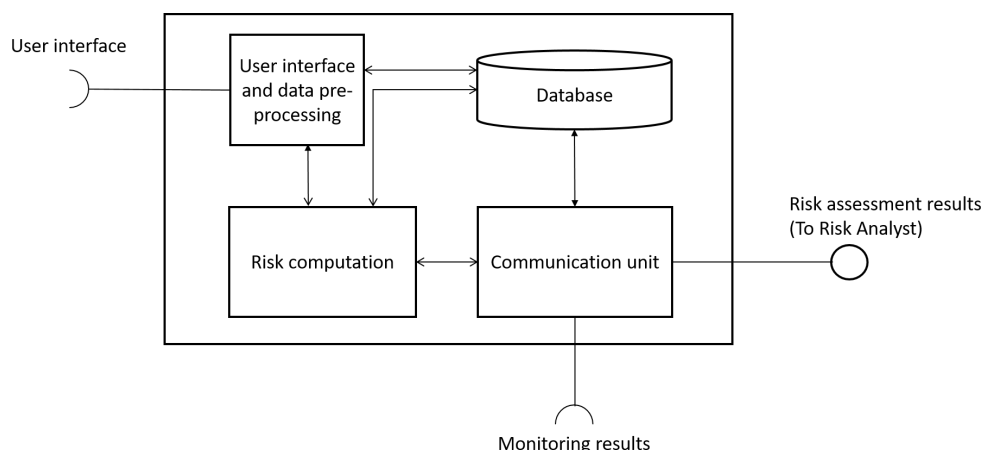 User interface
User interface
and data pre-
processing
Database
Risk computation
Communication unit
Risk assessment results
(To Risk Analyst)
Monitoring results